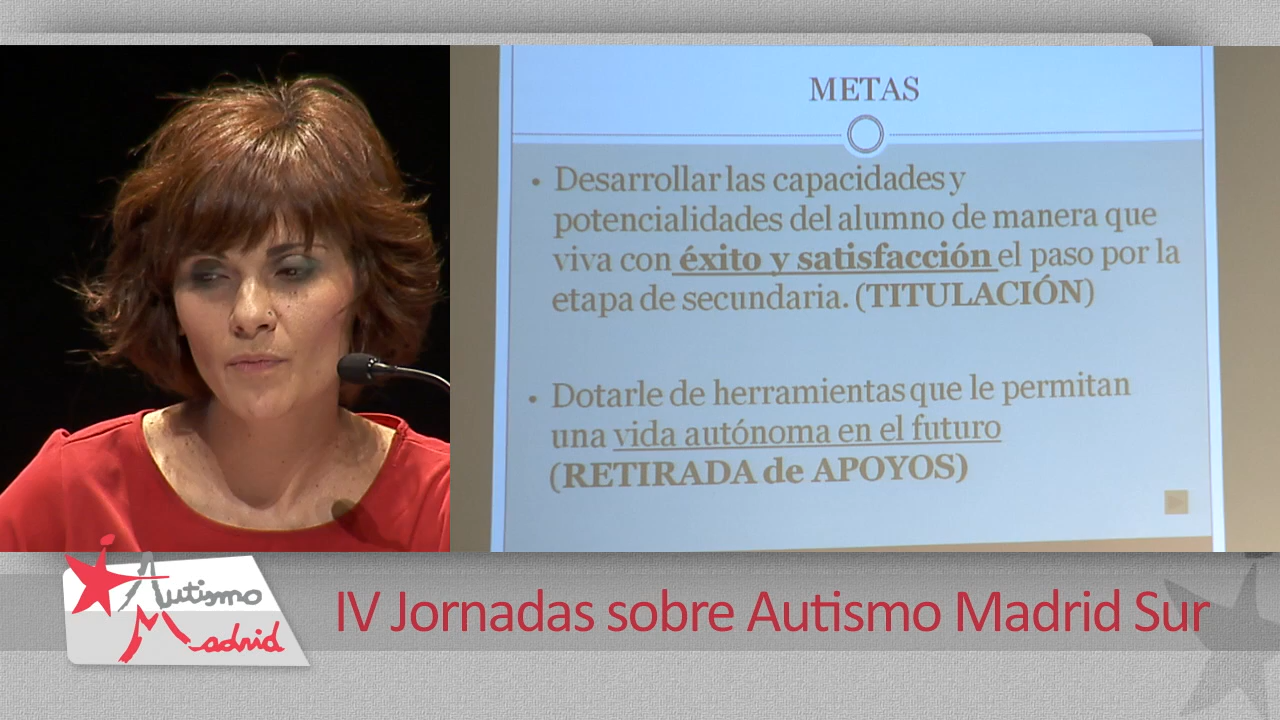 METAS
• Desarrollar las capacidades y
potencialidades del alumno de manera que
viva con éxito y satisfacción el paso por la
etapa de secundaria. (TITULACIÓN)
• Dotarle de herramientas que le permitan
una vida autónoma en el futuro
(RETIRADA de APOYOS)
Autismo
Madrid
IV Jornadas sobre Autismo Madrid Sur